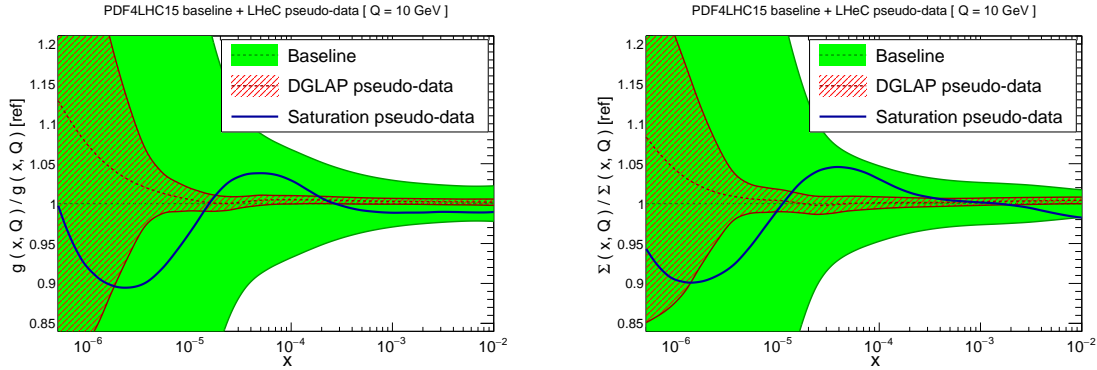 PDF4LHC15 baseline + LHeC pseudo-data [ Q = 10 GeV ]
g ( x, Q ) / g ( x, Q ) [ref]
1.2
1.15
1.1
1.05
1
0.95
0.9
0.85
Baseline
DGLAP pseudo-data
Saturation pseudo-data
10⁻⁶ 10⁻⁵ 10⁻⁴ 10⁻³ 10⁻²
x
PDF4LHC15 baseline + LHeC pseudo-data [ Q = 10 GeV ]
Σ ( x, Q ) / Σ ( x, Q ) [ref]
1.2
1.15
1.1
1.05
1
0.95
0.9
0.85
Baseline
DGLAP pseudo-data
Saturation pseudo-data
10⁻⁶ 10⁻⁵ 10⁻⁴ 10⁻³ 10⁻²
x